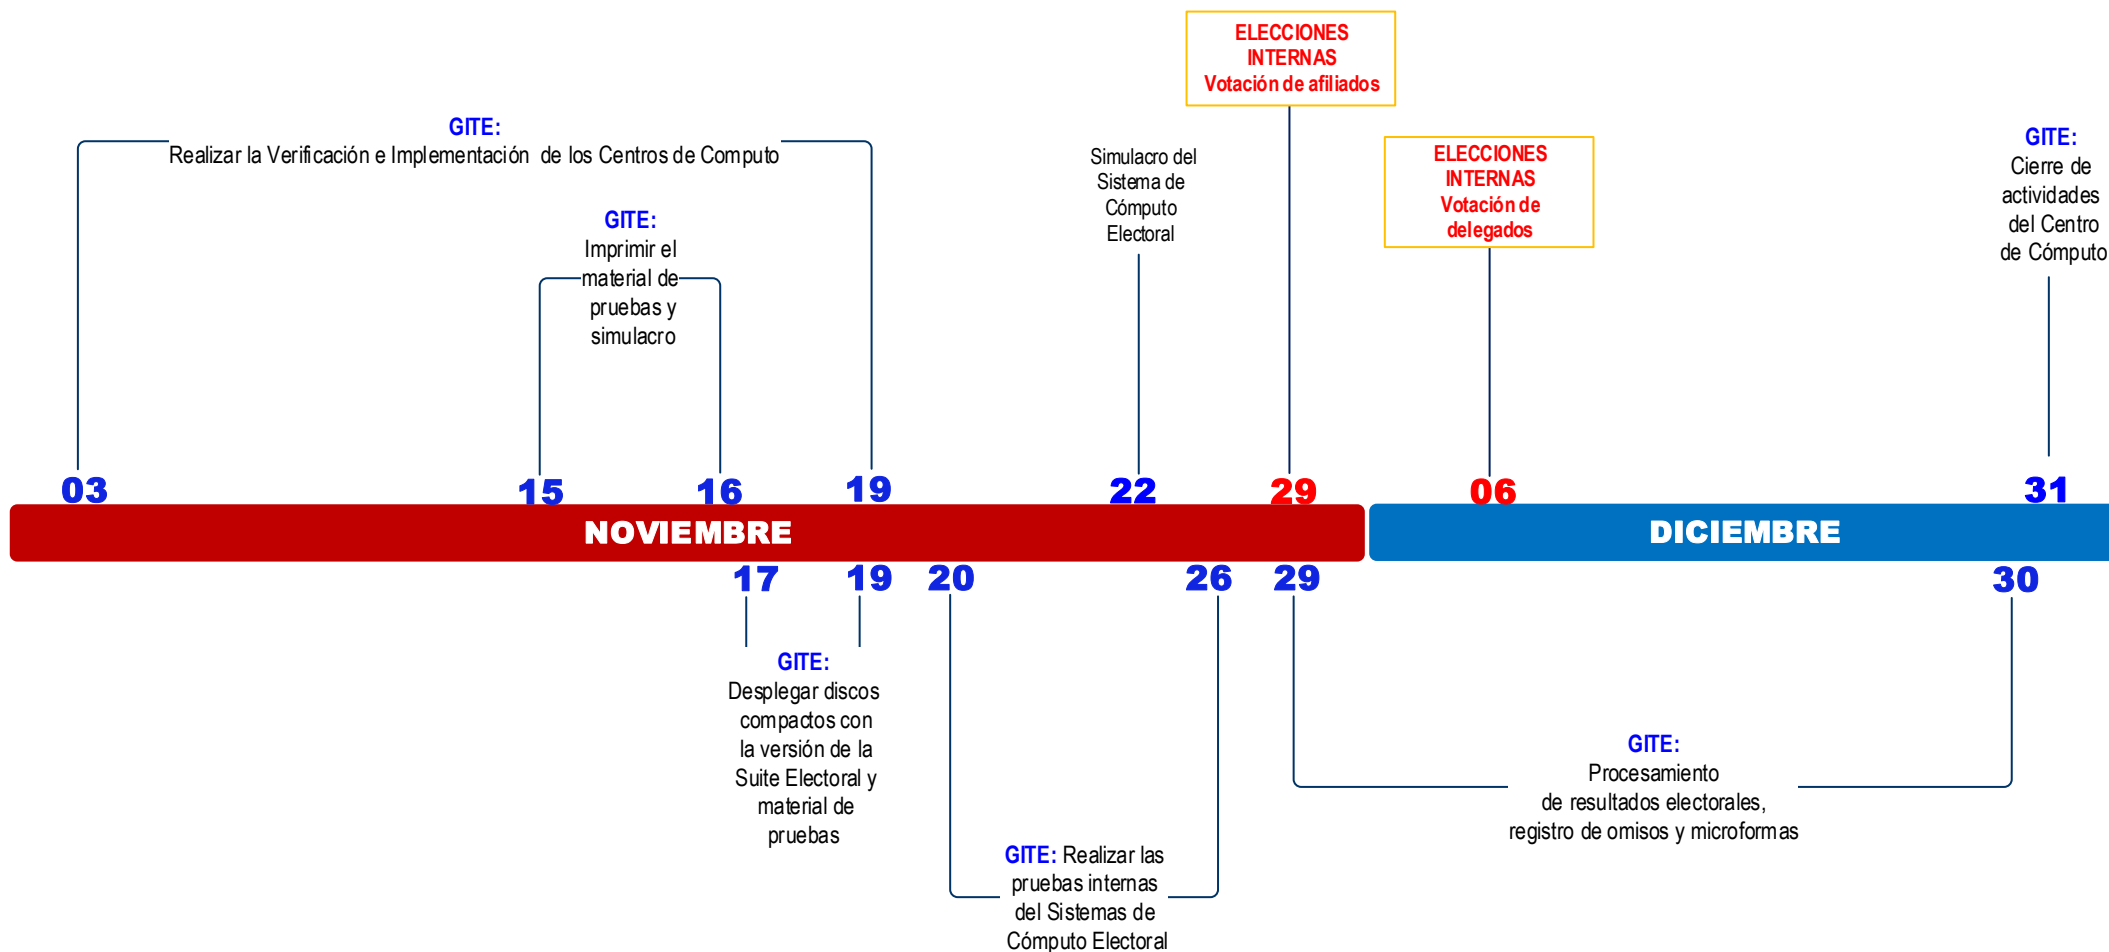 ELECCIONES
INTERNAS
Votación de afiliados
GITE:
Realizar la Verificación e Implementación de los Centros de Computo
GITE:
Imprimir el
material de
pruebas y
simulacro
Simulacro del
Sistema de
Cómputo
Electoral
ELECCIONES
INTERNAS
Votación de
delegados
GITE:
Cierre de
actividades
del Centro
de Cómputo
03 15 16 19 22 29 06 31
NOVIEMBRE DICIEMBRE
17 19 20 26 29 30
GITE:
Desplegar discos
compactos con
la versión de la
Suite Electoral y
material de
pruebas
GITE: Realizar las
pruebas internas
del Sistemas de
Cómputo Electoral
GITE:
Procesamiento
de resultados electorales,
registro de omisos y microformas